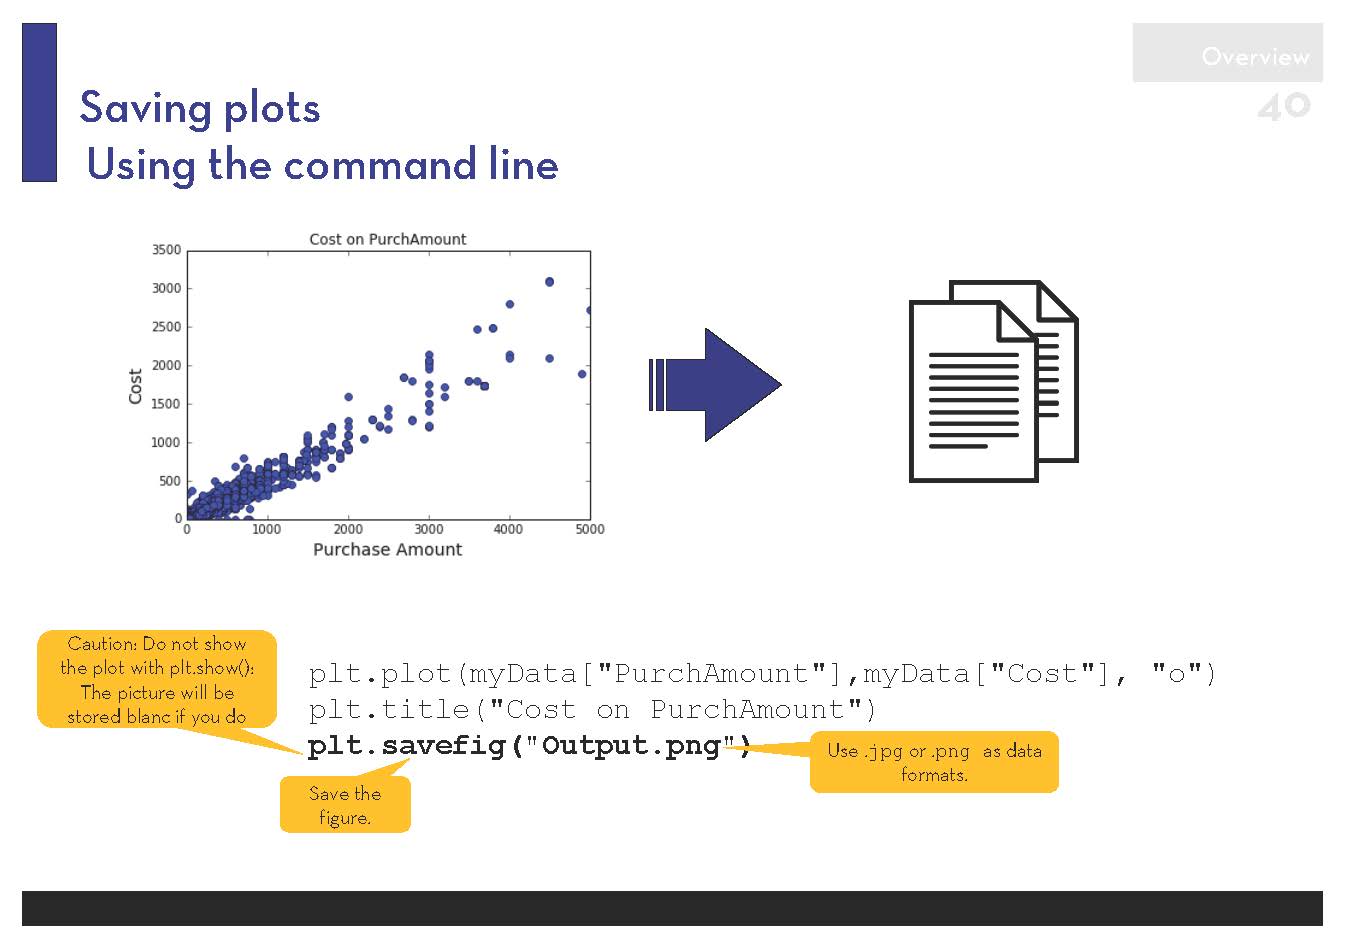 Overview
40
Saving plots
Using the command line
Cost on PurchAmount
3500
3000
2500
2000
1500
1000
500
0
Cost
0 1000 2000 3000 4000 5000
Purchase Amount
Caution: Do not show
the plot with plt.show():
The picture will be
stored blanc if you do
plt.plot(myData["PurchAmount"],myData["Cost"], "o")
plt.title("Cost on PurchAmount")
plt.savefig("Output.png")
Use .jpg or .png as data
formats.
Save the
figure.